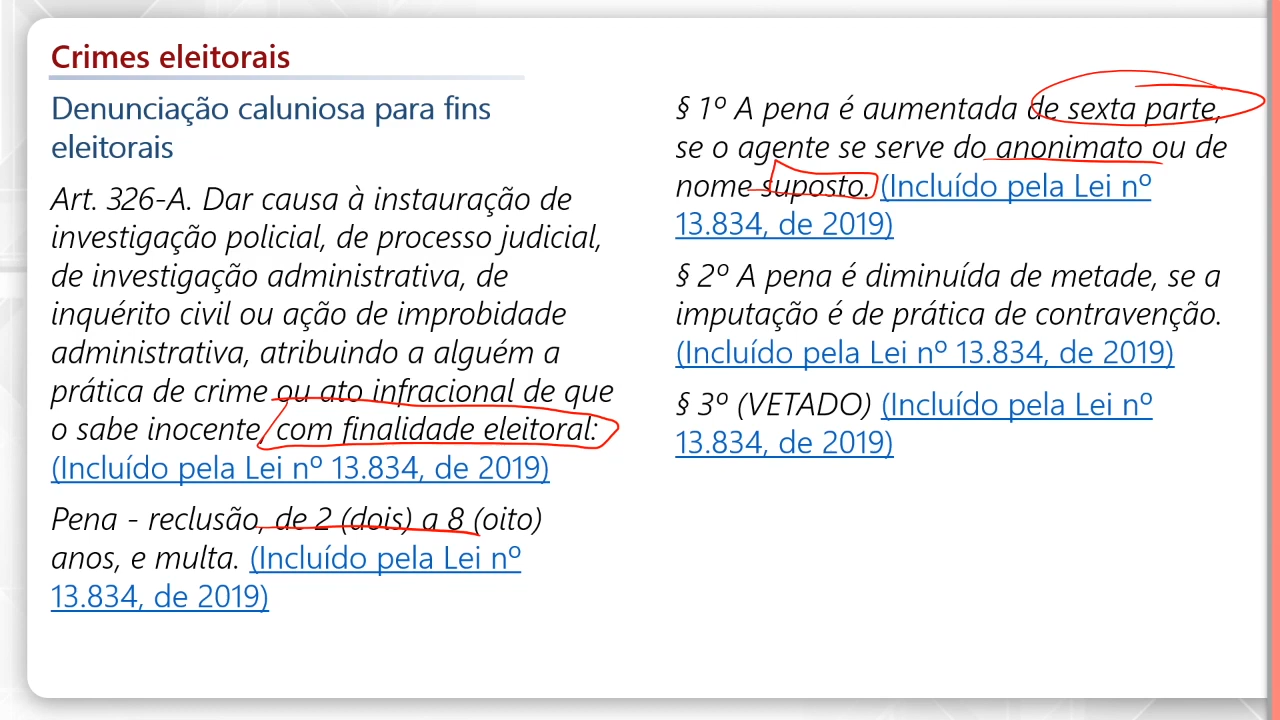 Crimes eleitorais
Denunciação caluniosa para fins
eleitorais
Art. 326-A. Dar causa à instauração de
investigação policial, de processo judicial,
de investigação administrativa, de
inquérito civil ou ação de improbidade
administrativa, atribuindo a alguém a
prática de crime ou ato infracional de que
o sabe inocente, com finalidade eleitoral:
(Incluído pela Lei nº 13.834, de 2019)
Pena - reclusão, de 2 (dois) a 8 (oito)
anos, e multa. (Incluído pela Lei nº
13.834, de 2019)
§ 1º A pena é aumentada de sexta parte,
se o agente se serve do anonimato ou de
nome suposto. (Incluído pela Lei nº
13.834, de 2019)
§ 2º A pena é diminuída de metade, se a
imputação é de prática de contravenção.
(Incluído pela Lei nº 13.834, de 2019)
§ 3º (VETADO) (Incluído pela Lei nº
13.834, de 2019)